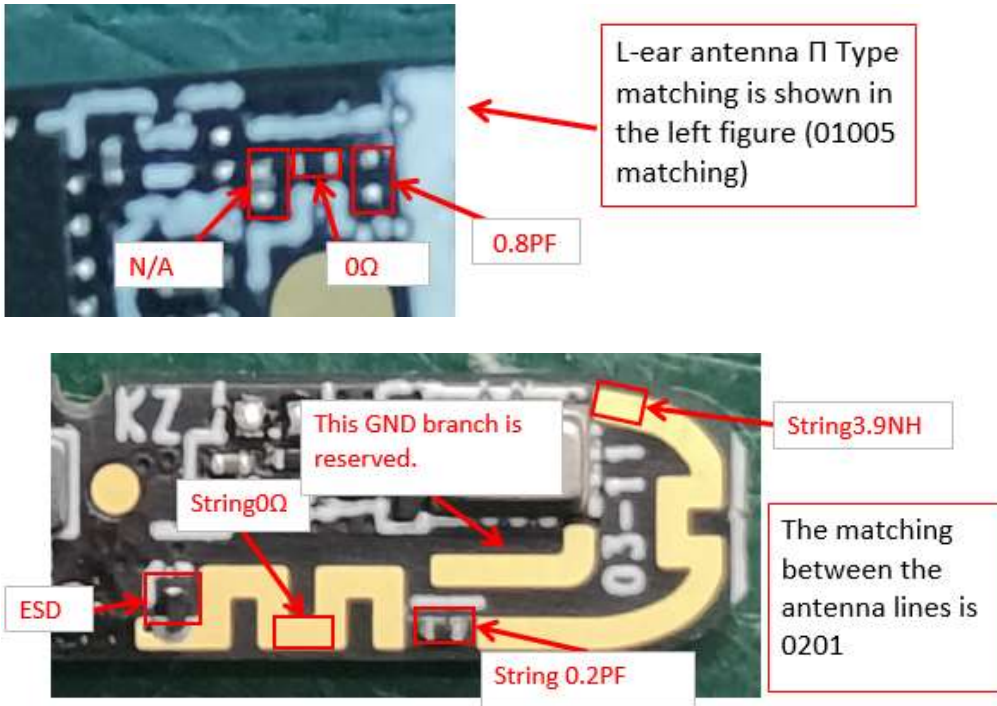 L-ear antenna Π Type
matching is shown in
the left figure (01005
matching)
N/A
0Ω
0.8PF
KZ
This GND branch is
reserved.
String3.9NH
String0Ω
03-11
The matching
between the
antenna lines is
0201
ESD
String 0.2PF